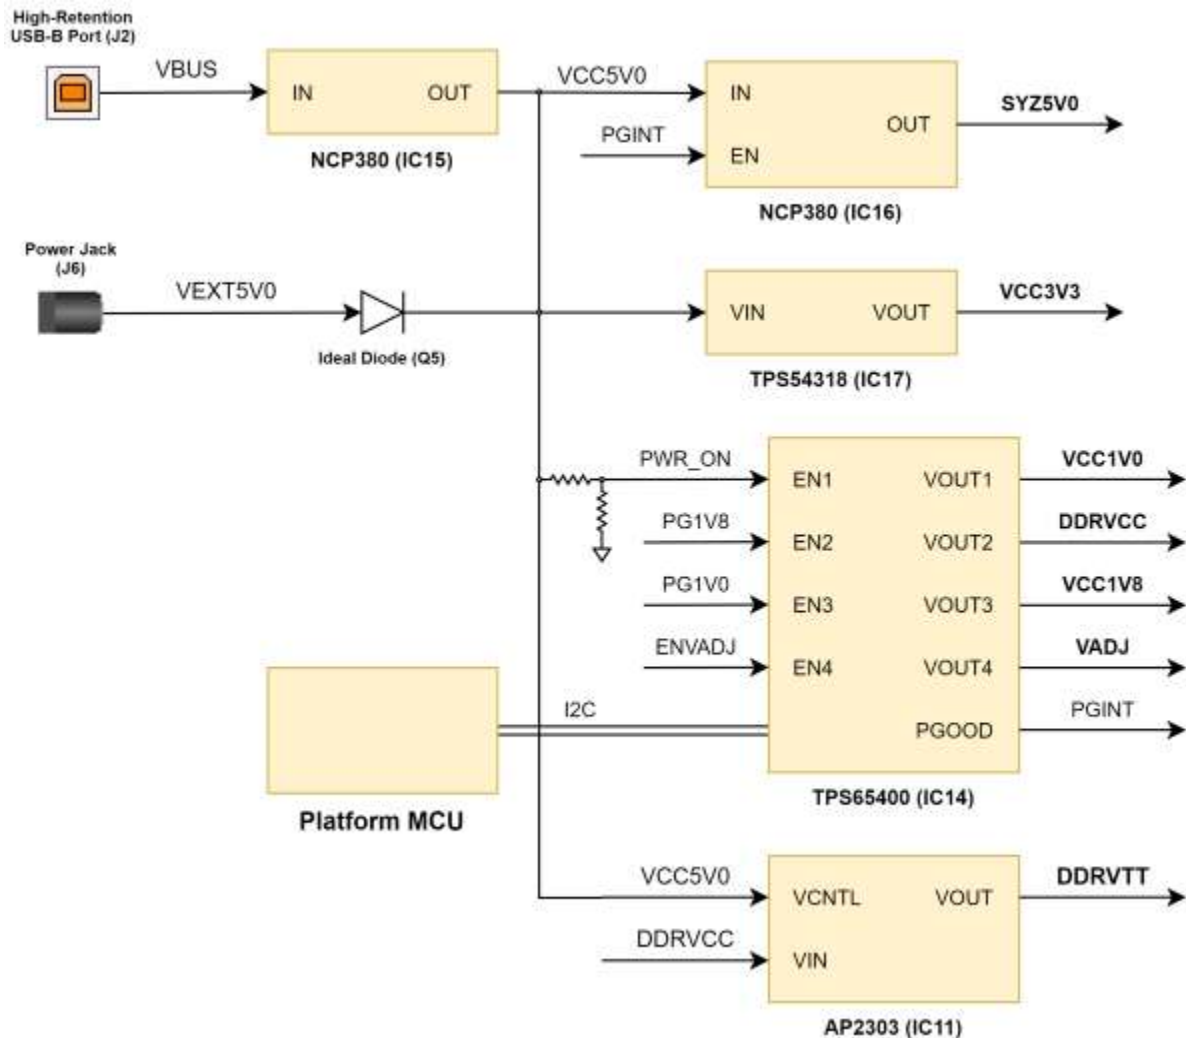 High-Retention
USB-B Port (J2)
VBUS
IN
OUT
NCP380 (IC15)
VCC5V0
PGINT
IN
EN
OUT
SYZ5V0
NCP380 (IC16)
Power Jack
(J6)
VEXT5V0
Ideal Diode (Q5)
VIN
VOUT
VCC3V3
TPS54318 (IC17)
PWR_ON
EN1
VOUT1
VCC1V0
PG1V8
EN2
VOUT2
DDRVCC
PG1V0
EN3
VOUT3
VCC1V8
ENVADJ
EN4
VOUT4
VADJ
I2C
PGOOD
PGINT
TPS65400 (IC14)
Platform MCU
VCC5V0
VCNTL
VOUT
DDRVTT
DDRVCC
VIN
AP2303 (IC11)